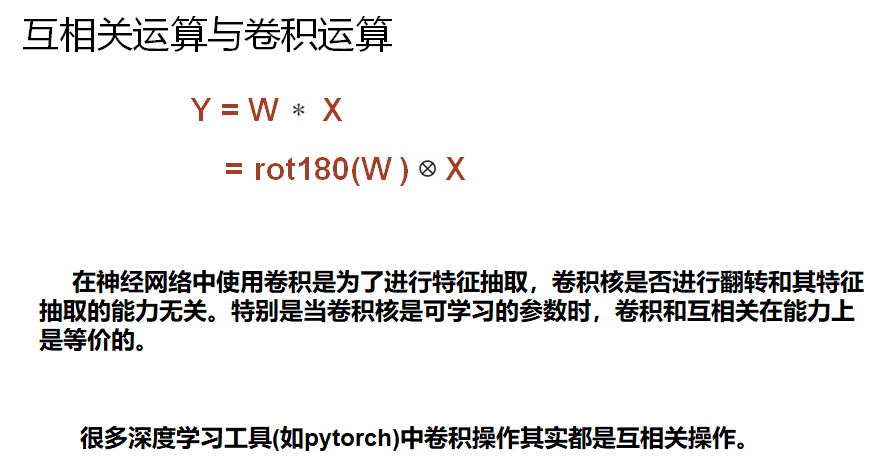 互相关运算与卷积运算
Y = W * X
= rot180(W ) ⊗ X
在神经网络中使用卷积是为了进行特征抽取，卷积核是否进行翻转和其特征
抽取的能力无关。特别是当卷积核是可学习的参数时，卷积和互相关在能力上
是等价的。
很多深度学习工具(如pytorch)中卷积操作其实都是互相关操作。